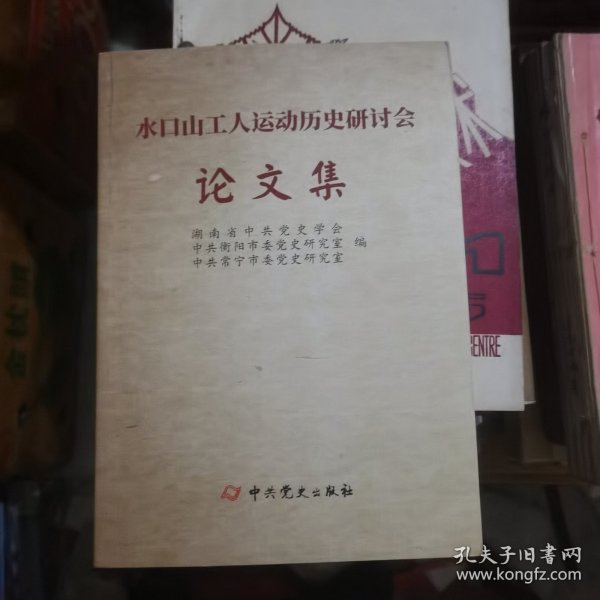 水口山工人运动历史研讨会
论文集
湖南省中共党史学会
中共衡阳市委党史研究室 编
中共常宁市委党史研究室
中共党史出版社
CENTRE
孔夫子旧书网
www.kongfz.com